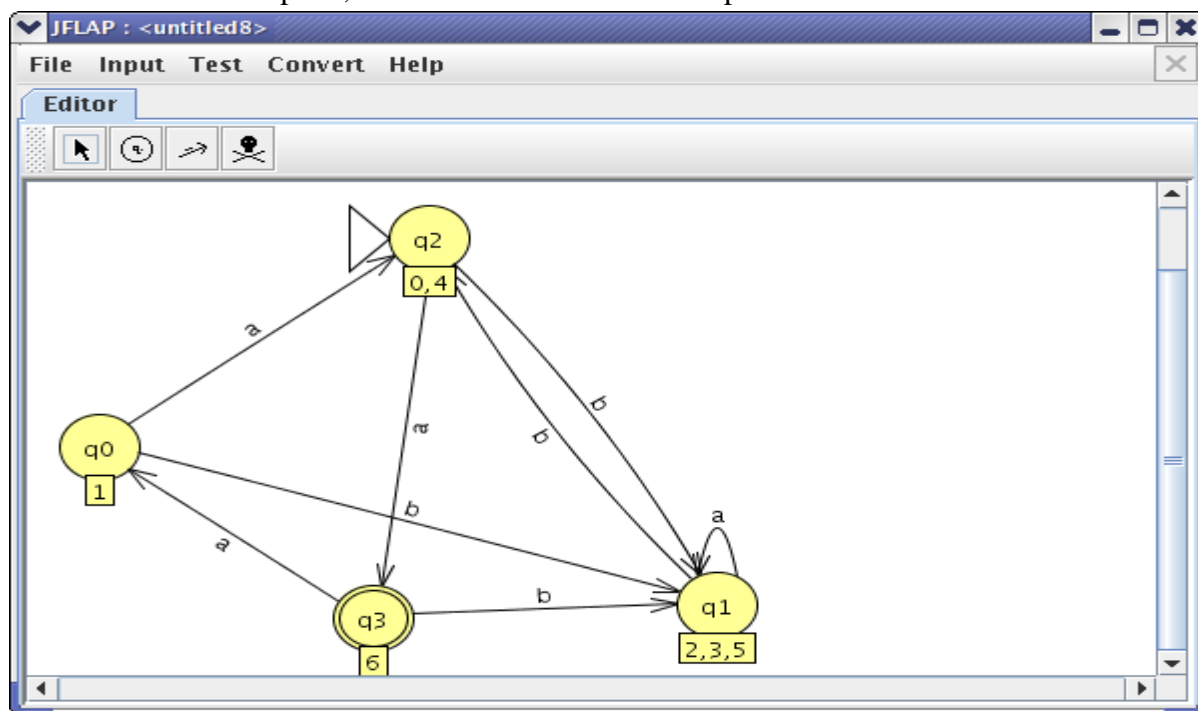 JFLAP : <untitled8>
File Input Test Convert Help
Editor
q2
0,4
a
a
b
b
q0
1
b
a
a
b
q3
6
q1
2,3,5